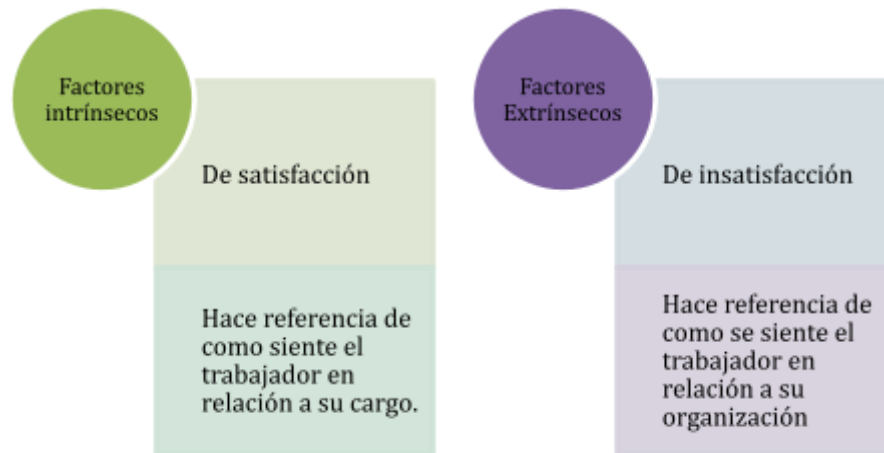 Factores
intrínsecos
De satisfacción
Hace referencia de
como siente el
trabajador en
relación a su cargo.
Factores
Extrínsecos
De insatisfacción
Hace referencia de
como se siente el
trabajador en
relación a su
organización